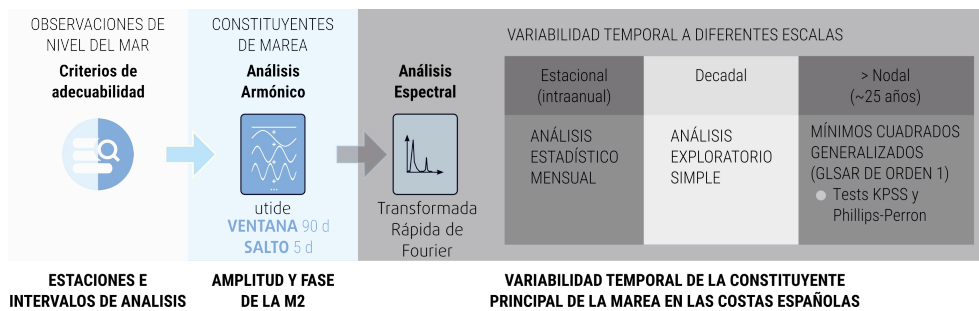 OBSERVACIONES DE
NIVEL DEL MAR
Criterios de
adecuabilidad
ESTACIONES E
INTERVALOS DE ANALISIS
CONSTITUYENTES
DE MAREA
Análisis
Armónico
utide
VENTANA 90 d
SALTO 5 d
AMPLITUD Y FASE
DE LA M2
Análisis
Espectral
Transformada
Rápida de
Fourier
VARIABILIDAD TEMPORAL A DIFERENTES ESCALAS
Estacional
(intraanual)
ANÁLISIS
ESTADÍSTICO
MENSUAL
Decadal
ANÁLISIS
EXPLORATORIO
SIMPLE
> Nodal
(~25 años)
MÍNIMOS CUADRADOS
GENERALIZADOS
(GLSAR DE ORDEN 1)
Tests KPSS y
Phillips-Perron
VARIABILIDAD TEMPORAL DE LA CONSTITUYENTE
PRINCIPAL DE LA MAREA EN LAS COSTAS ESPAÑOLAS